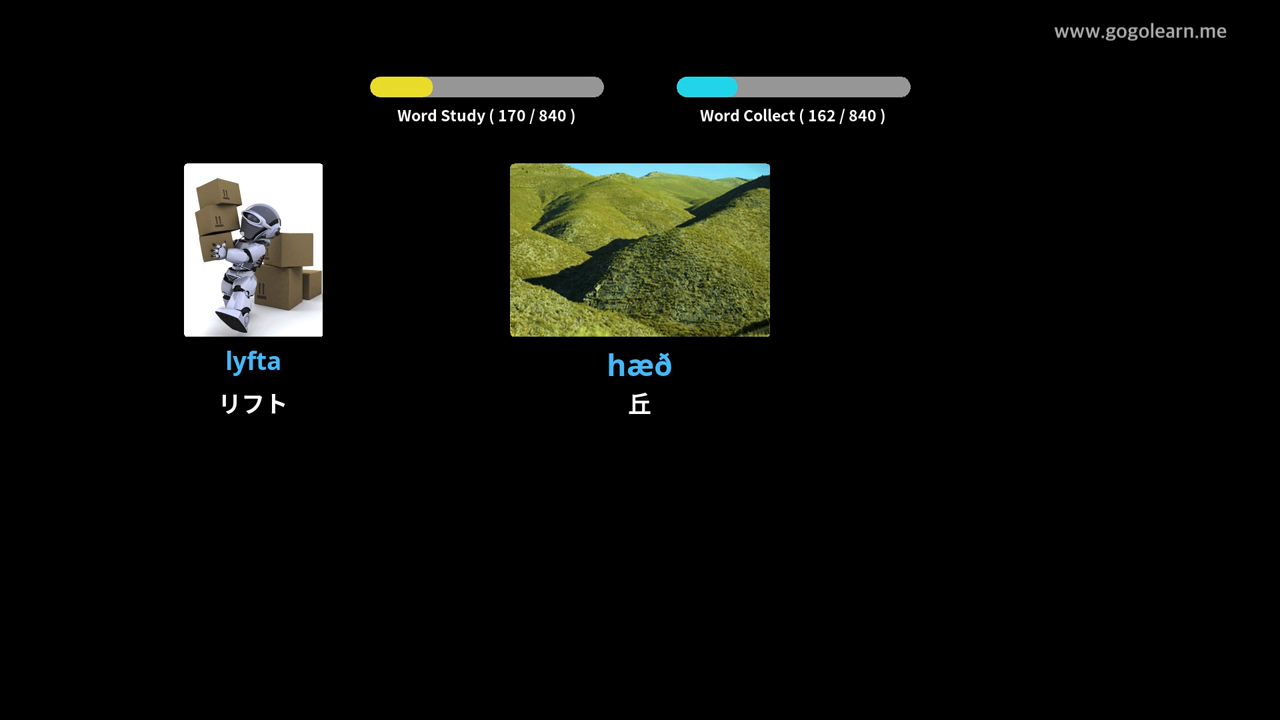 www.gogolearn.me
Word Study ( 170 / 840 )
Word Collect ( 162 / 840 )
lyfta
リフト
hæð
丘